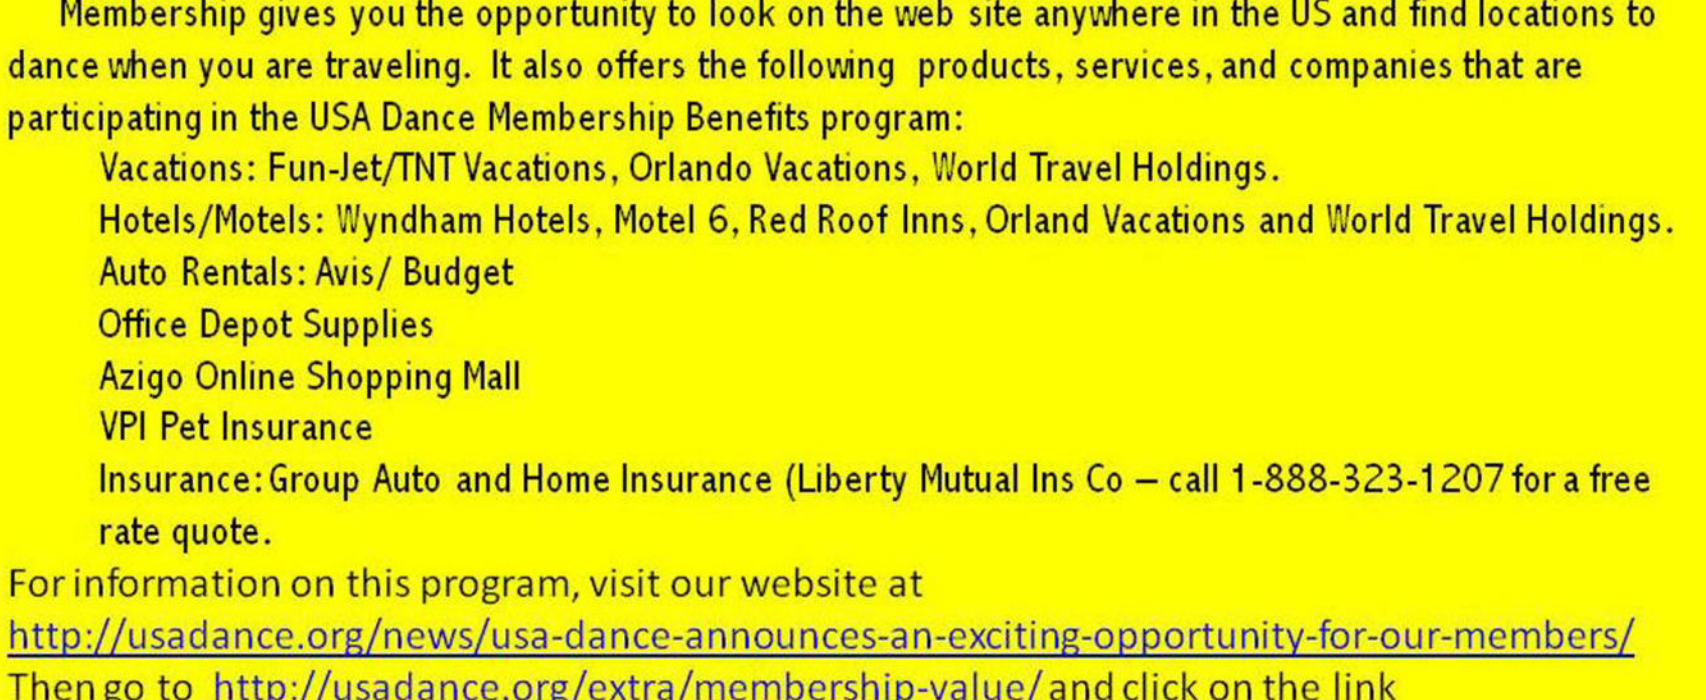 Membership gives you the opportunity to look on the web site anywhere in the US and find locations to
dance when you are traveling. It also offers the following products, services, and companies that are
participating in the USA Dance Membership Benefits program:
Vacations: Fun-Jet/TNT Vacations, Orlando Vacations, World Travel Holdings.
Hotels/Motels: Wyndham Hotels, Motel 6, Red Roof Inns, Orland Vacations and World Travel Holdings.
Auto Rentals: Avis/ Budget
Office Depot Supplies
Azigo Online Shopping Mall
VPI Pet Insurance
Insurance: Group Auto and Home Insurance (Liberty Mutual Ins Co – call 1-888-323-1207 for a free
rate quote.
For information on this program, visit our website at
http://usadance.org/news/usa-dance-announces-an-exciting-opportunity-for-our-members/
Then go to http://usadance.org/extra/membership-value/ and click on the link